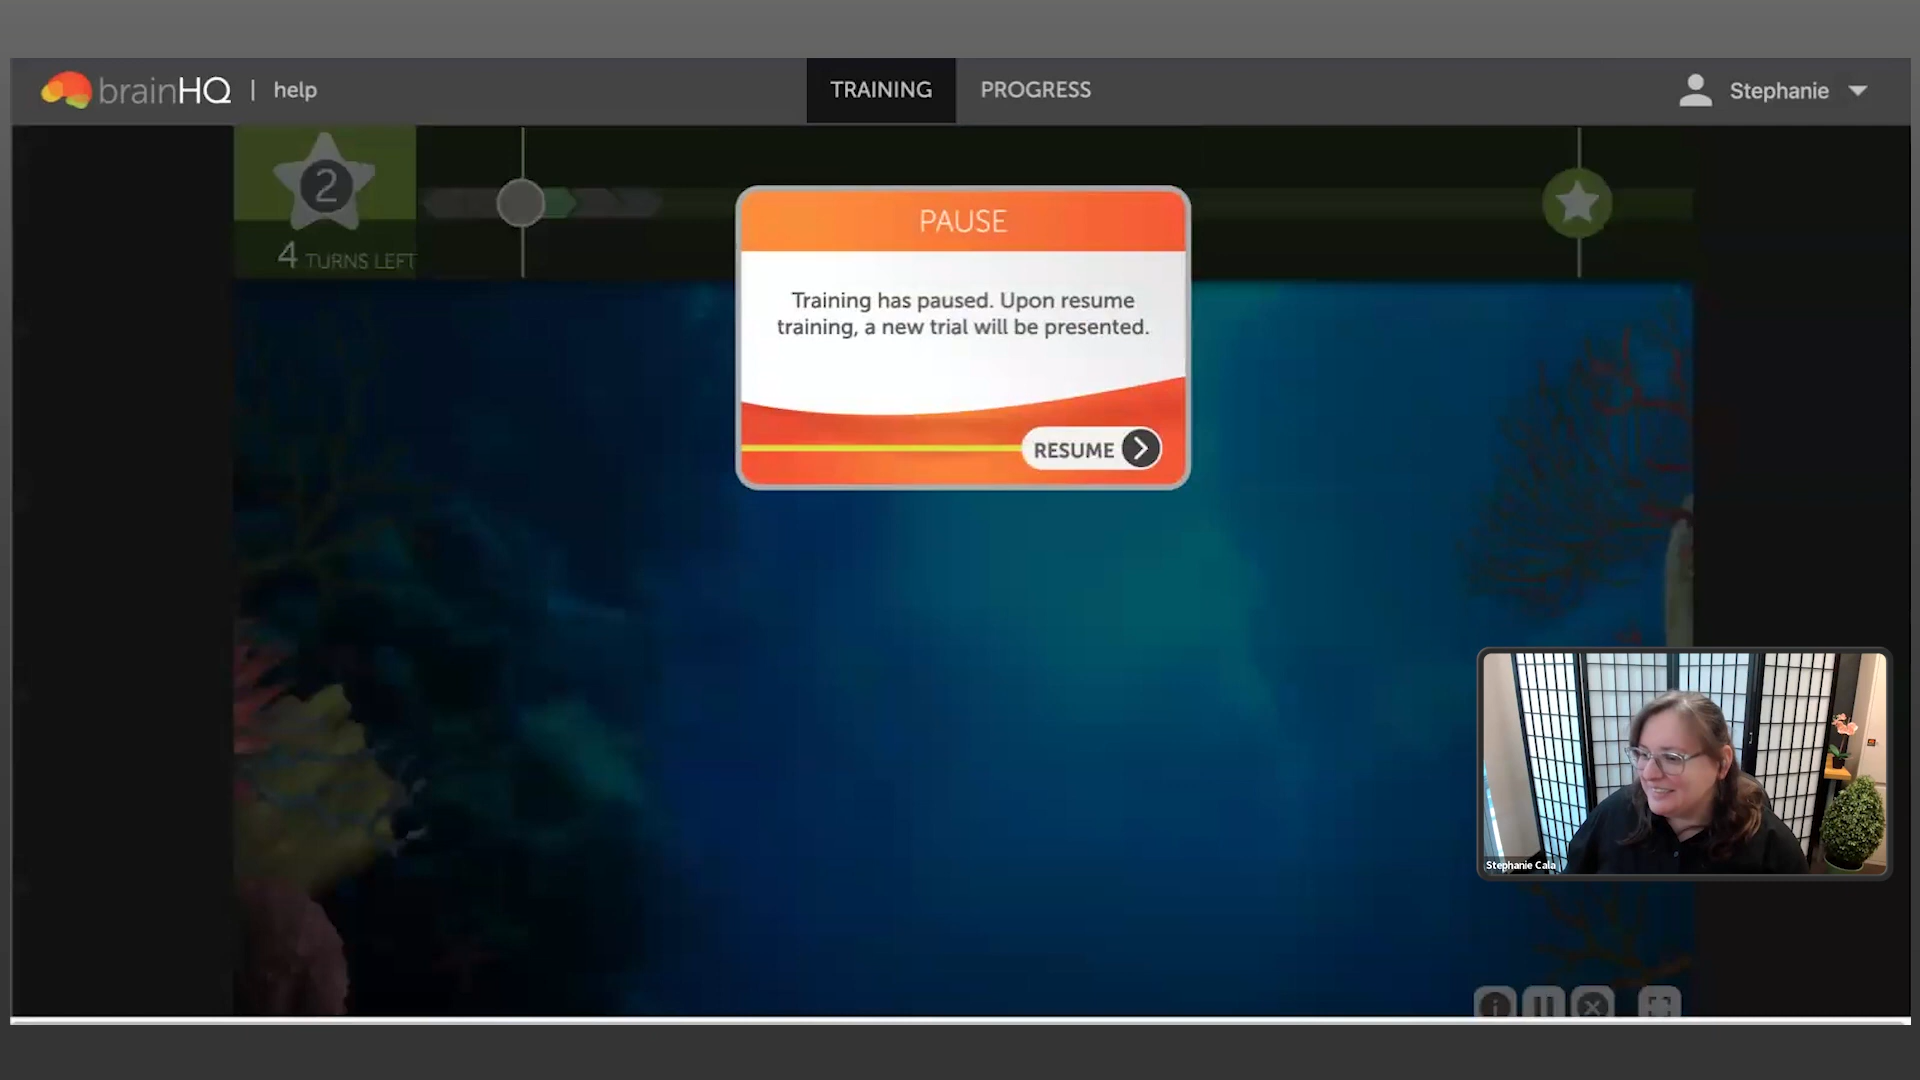 brainHQ | help
TRAINING
PROGRESS
Stephanie
2
4 TURNS LEFT
PAUSE
Training has paused. Upon resume
training, a new trial will be presented.
RESUME
Stephanie Cala